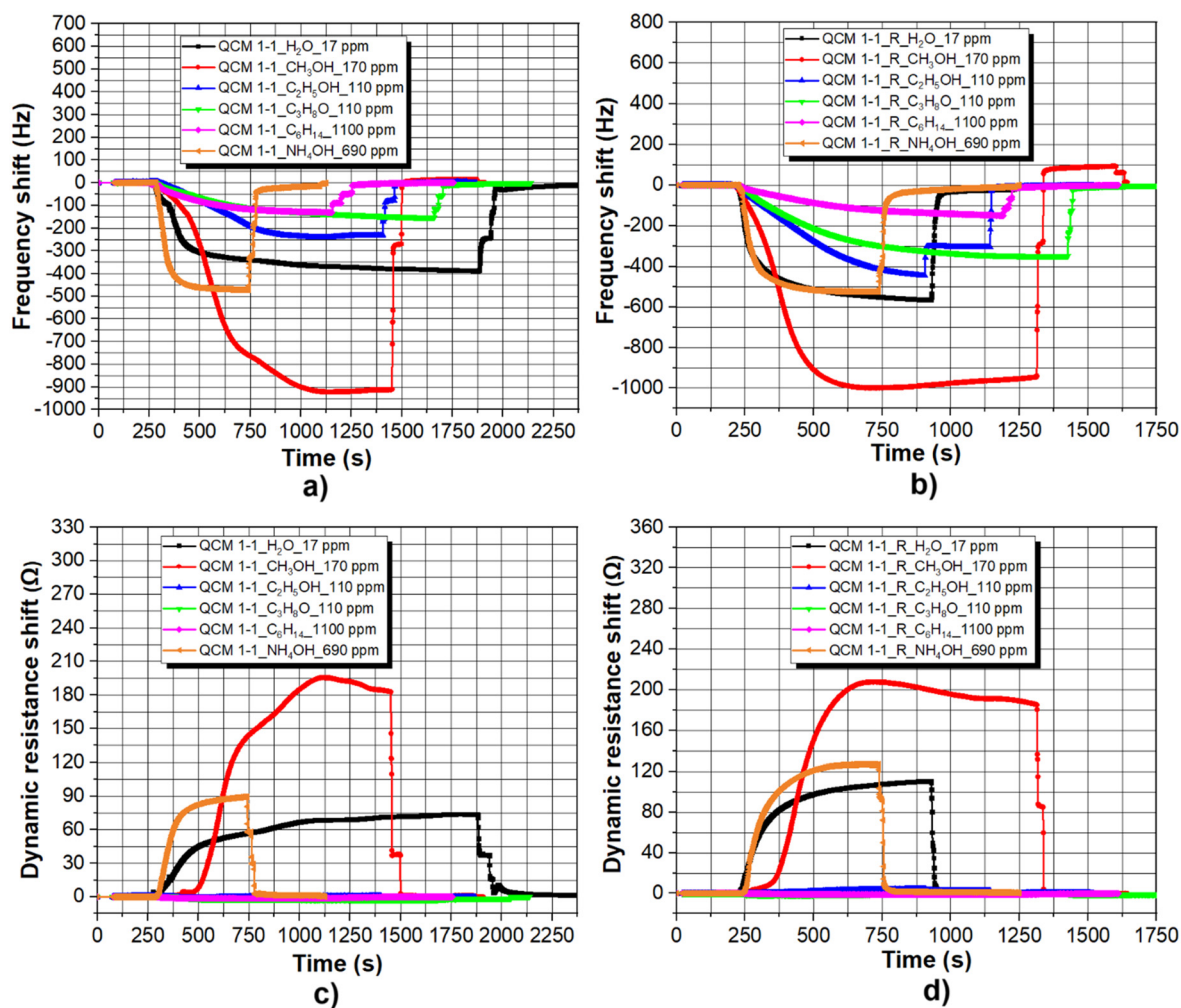 700
650
600
550
500
450
400
350
300
250
200
150
100
50
0
-100
-200
-300
-400
-500
-600
-700
-800
-900
-1000
Frequency shift (Hz)
QCM 1-1_H₂O_17 ppm
QCM 1-1_CH₃OH_170 ppm
QCM 1-1_C₂H₅OH_110 ppm
QCM 1-1_C₃H₈O_110 ppm
QCM 1-1_C₆H₁₄_1100 ppm
QCM 1-1_NH₄OH_690 ppm
0 250 500 750 1000 1250 1500 1750 2000 2250
Time (s)
a)
800
600
400
200
0
-200
-400
-600
-800
-1000
Frequency shift (Hz)
QCM 1-1_R_H₂O_17 ppm
QCM 1-1_R_CH₃OH_170 ppm
QCM 1-1_R_C₂H₅OH_110 ppm
QCM 1-1_R_C₃H₈O_110 ppm
QCM 1-1_R_C₆H₁₄_1100 ppm
QCM 1-1_R_NH₄OH_690 ppm
0 250 500 750 1000 1250 1500 1750
Time (s)
b)
330
300
270
240
210
180
150
120
90
60
30
0
Dynamic resistance shift (Ω)
QCM 1-1_H₂O_17 ppm
QCM 1-1_CH₃OH_170 ppm
QCM 1-1_C₂H₅OH_110 ppm
QCM 1-1_C₃H₈O_110 ppm
QCM 1-1_C₆H₁₄_1100 ppm
QCM 1-1_NH₄OH_690 ppm
0 250 500 750 1000 1250 1500 1750 2000 2250
Time (s)
c)
360
320
280
240
200
160
120
80
40
0
Dynamic resistance shift (Ω)
QCM 1-1_R_H₂O_17 ppm
QCM 1-1_R_CH₃OH_170 ppm
QCM 1-1_R_C₂H₅OH_110 ppm
QCM 1-1_R_C₃H₈O_110 ppm
QCM 1-1_R_C₆H₁₄_1100 ppm
QCM 1-1_R_NH₄OH_690 ppm
0 250 500 750 1000 1250 1500 1750
Time (s)
d)